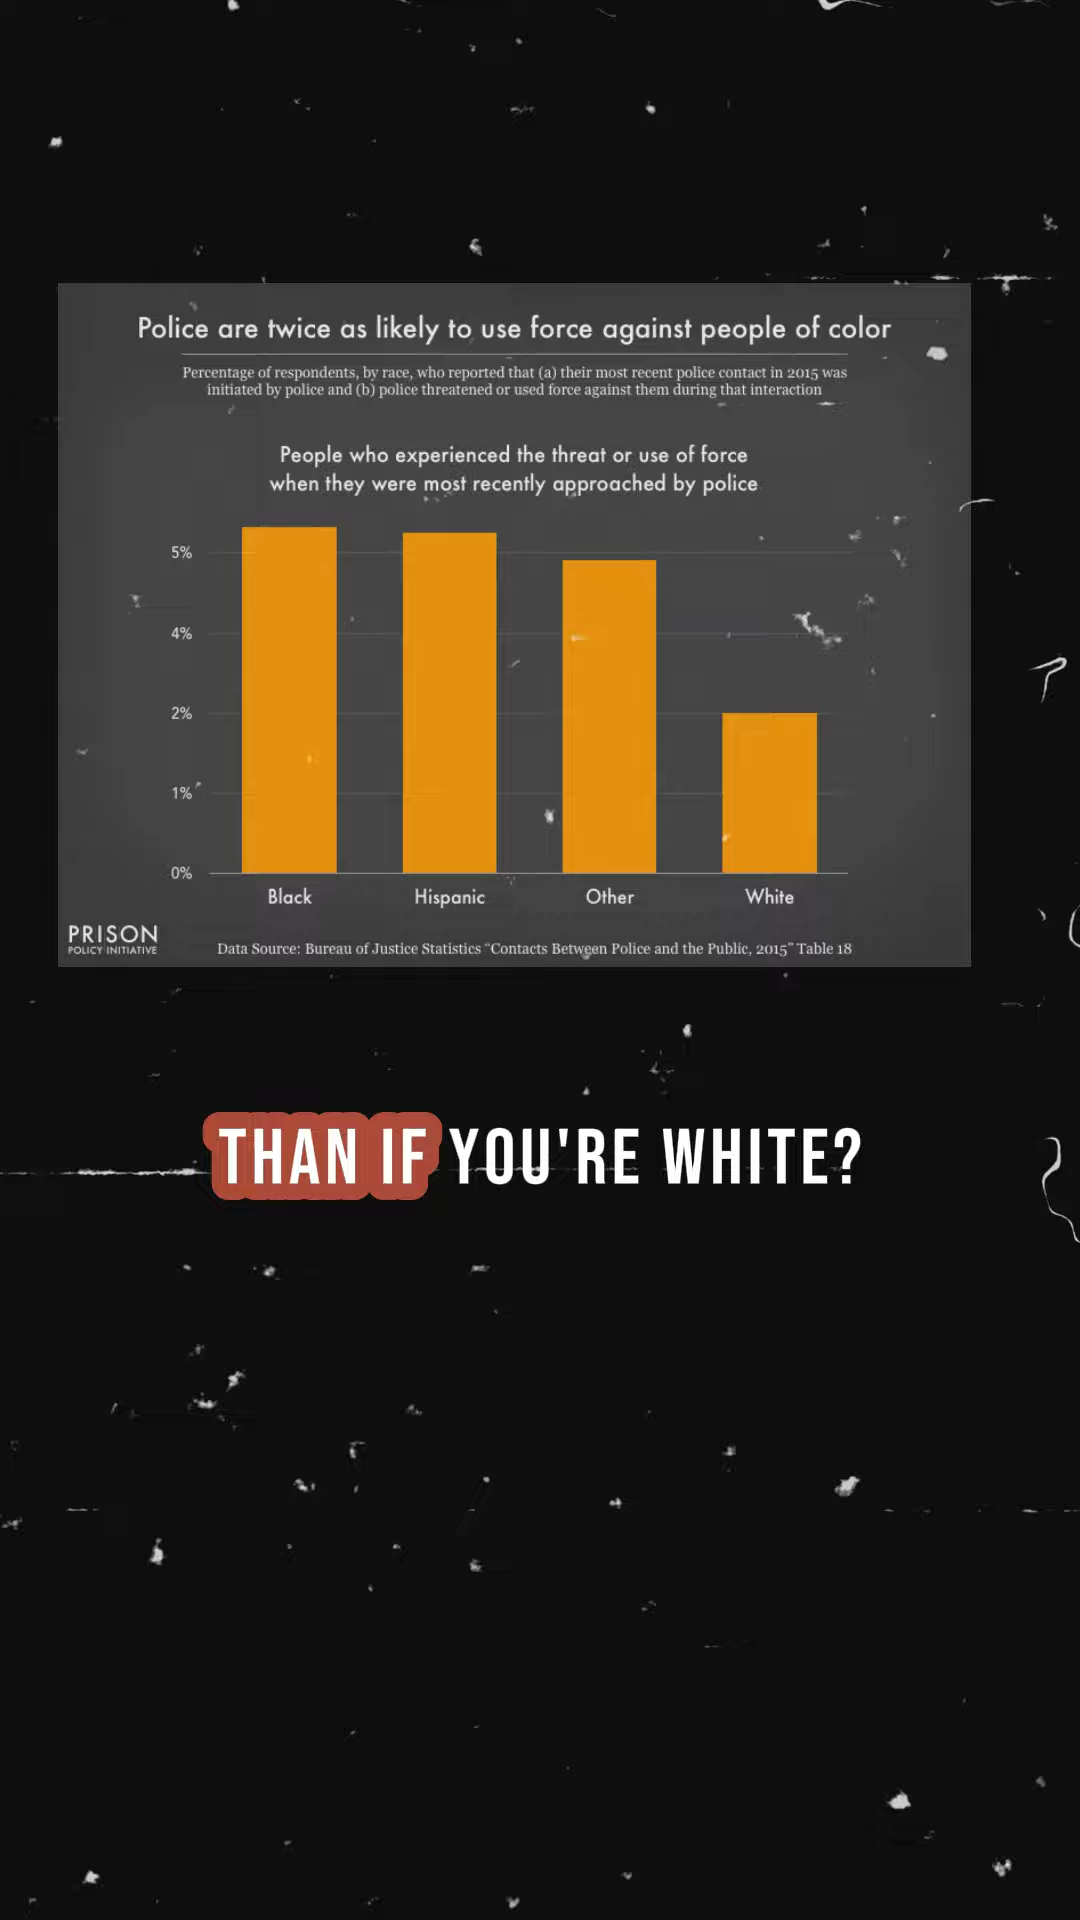 Police are twice as likely to use force against people of color
Percentage of respondents, by race, who reported that (a) their most recent police contact in 2015 was
initiated by police and (b) police threatened or used force against them during that interaction
People who experienced the threat or use of force
when they were most recently approached by police
5%
4%
2%
1%
0%
Black
Hispanic
Other
White
PRISON
POLICY INITIATIVE
Data Source: Bureau of Justice Statistics “Contacts Between Police and the Public, 2015” Table 18
THAN IF YOU'RE WHITE?